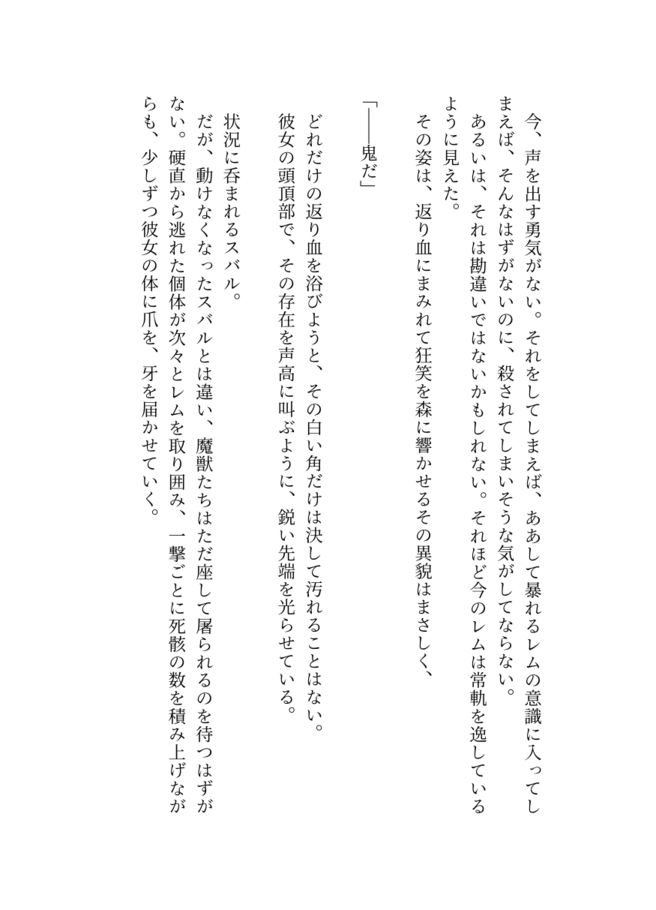 今、声を出す勇気がない。それをしてしまえば、ああして暴れるレムの意識に入ってし
まえば、そんなはずがないのに、殺されてしまいそうな気がしてならない。
あるいは、それは勘違いではないかもしれない。それほど今のレムは常軌を逸している
ように見えた。
その姿は、返り血にまみれて狂笑を森に響かせるその異貌はまさしく、
「――鬼だ」
どれだけの返り血を浴びようと、その白い角だけは決して汚れることはない。
彼女の頭頂部で、その存在を声高に叫ぶように、鋭い先端を光らせている。
状況に呑まれるスバル。
だが、動けなくなったスバルとは違い、魔獣たちはただ座して屠られるのを待つはずが
ない。硬直から逃れた個体が次々とレムを取り囲み、一撃ごとに死骸の数を積み上げなが
らも、少しずつ彼女の体に爪を、牙を届かせていく。